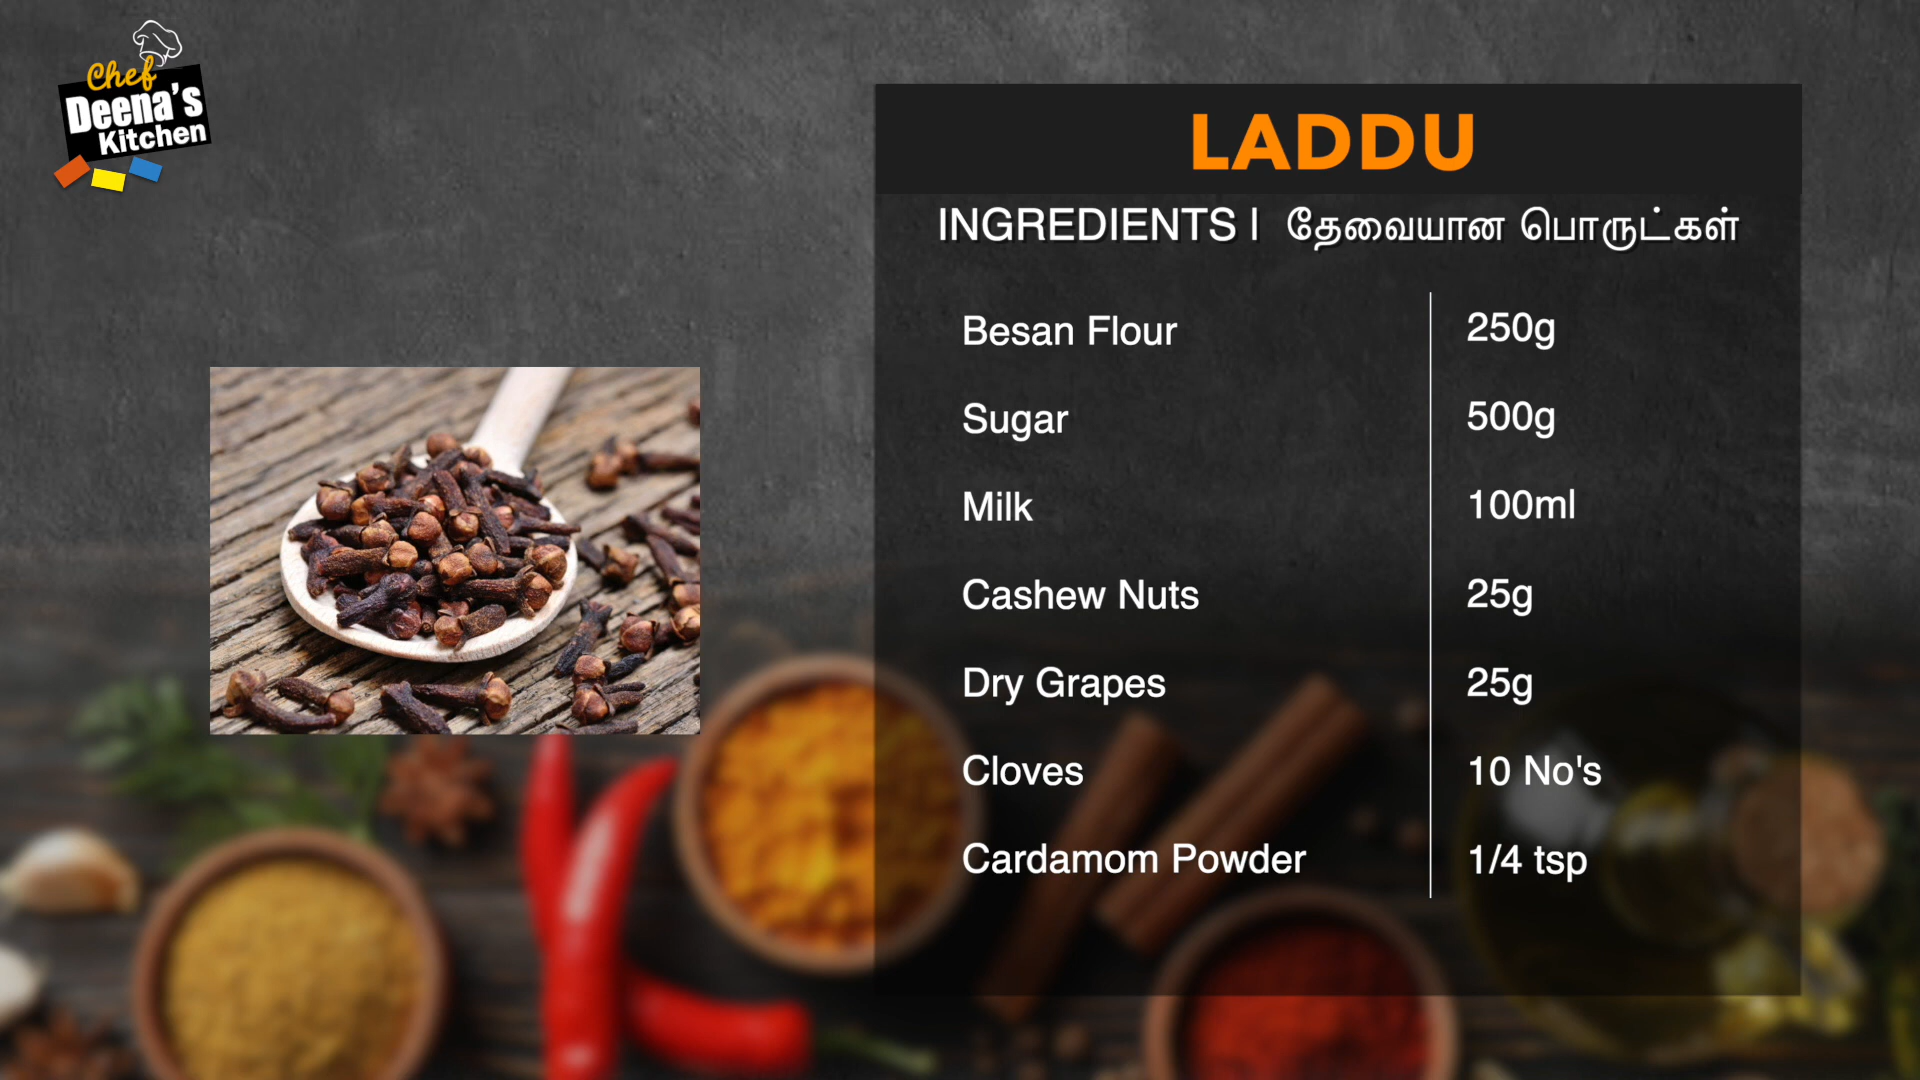 Chef
Deena's
Kitchen
LADDU
INGREDIENTS | தேவையான பொருட்கள்
Besan Flour 250g
Sugar 500g
Milk 100ml
Cashew Nuts 25g
Dry Grapes 25g
Cloves 10 No's
Cardamom Powder 1/4 tsp